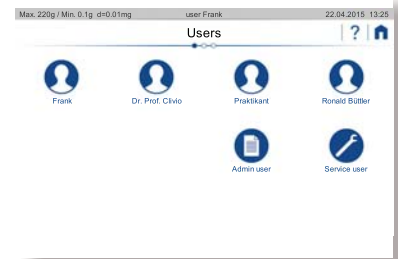 Max. 220g / Min. 0.1g d=0.01mg user Frank 22.04.2015 13:25
Users ?
Frank Dr. Prof. Clivio Praktikant Ronald Büttler
Admin user Service user